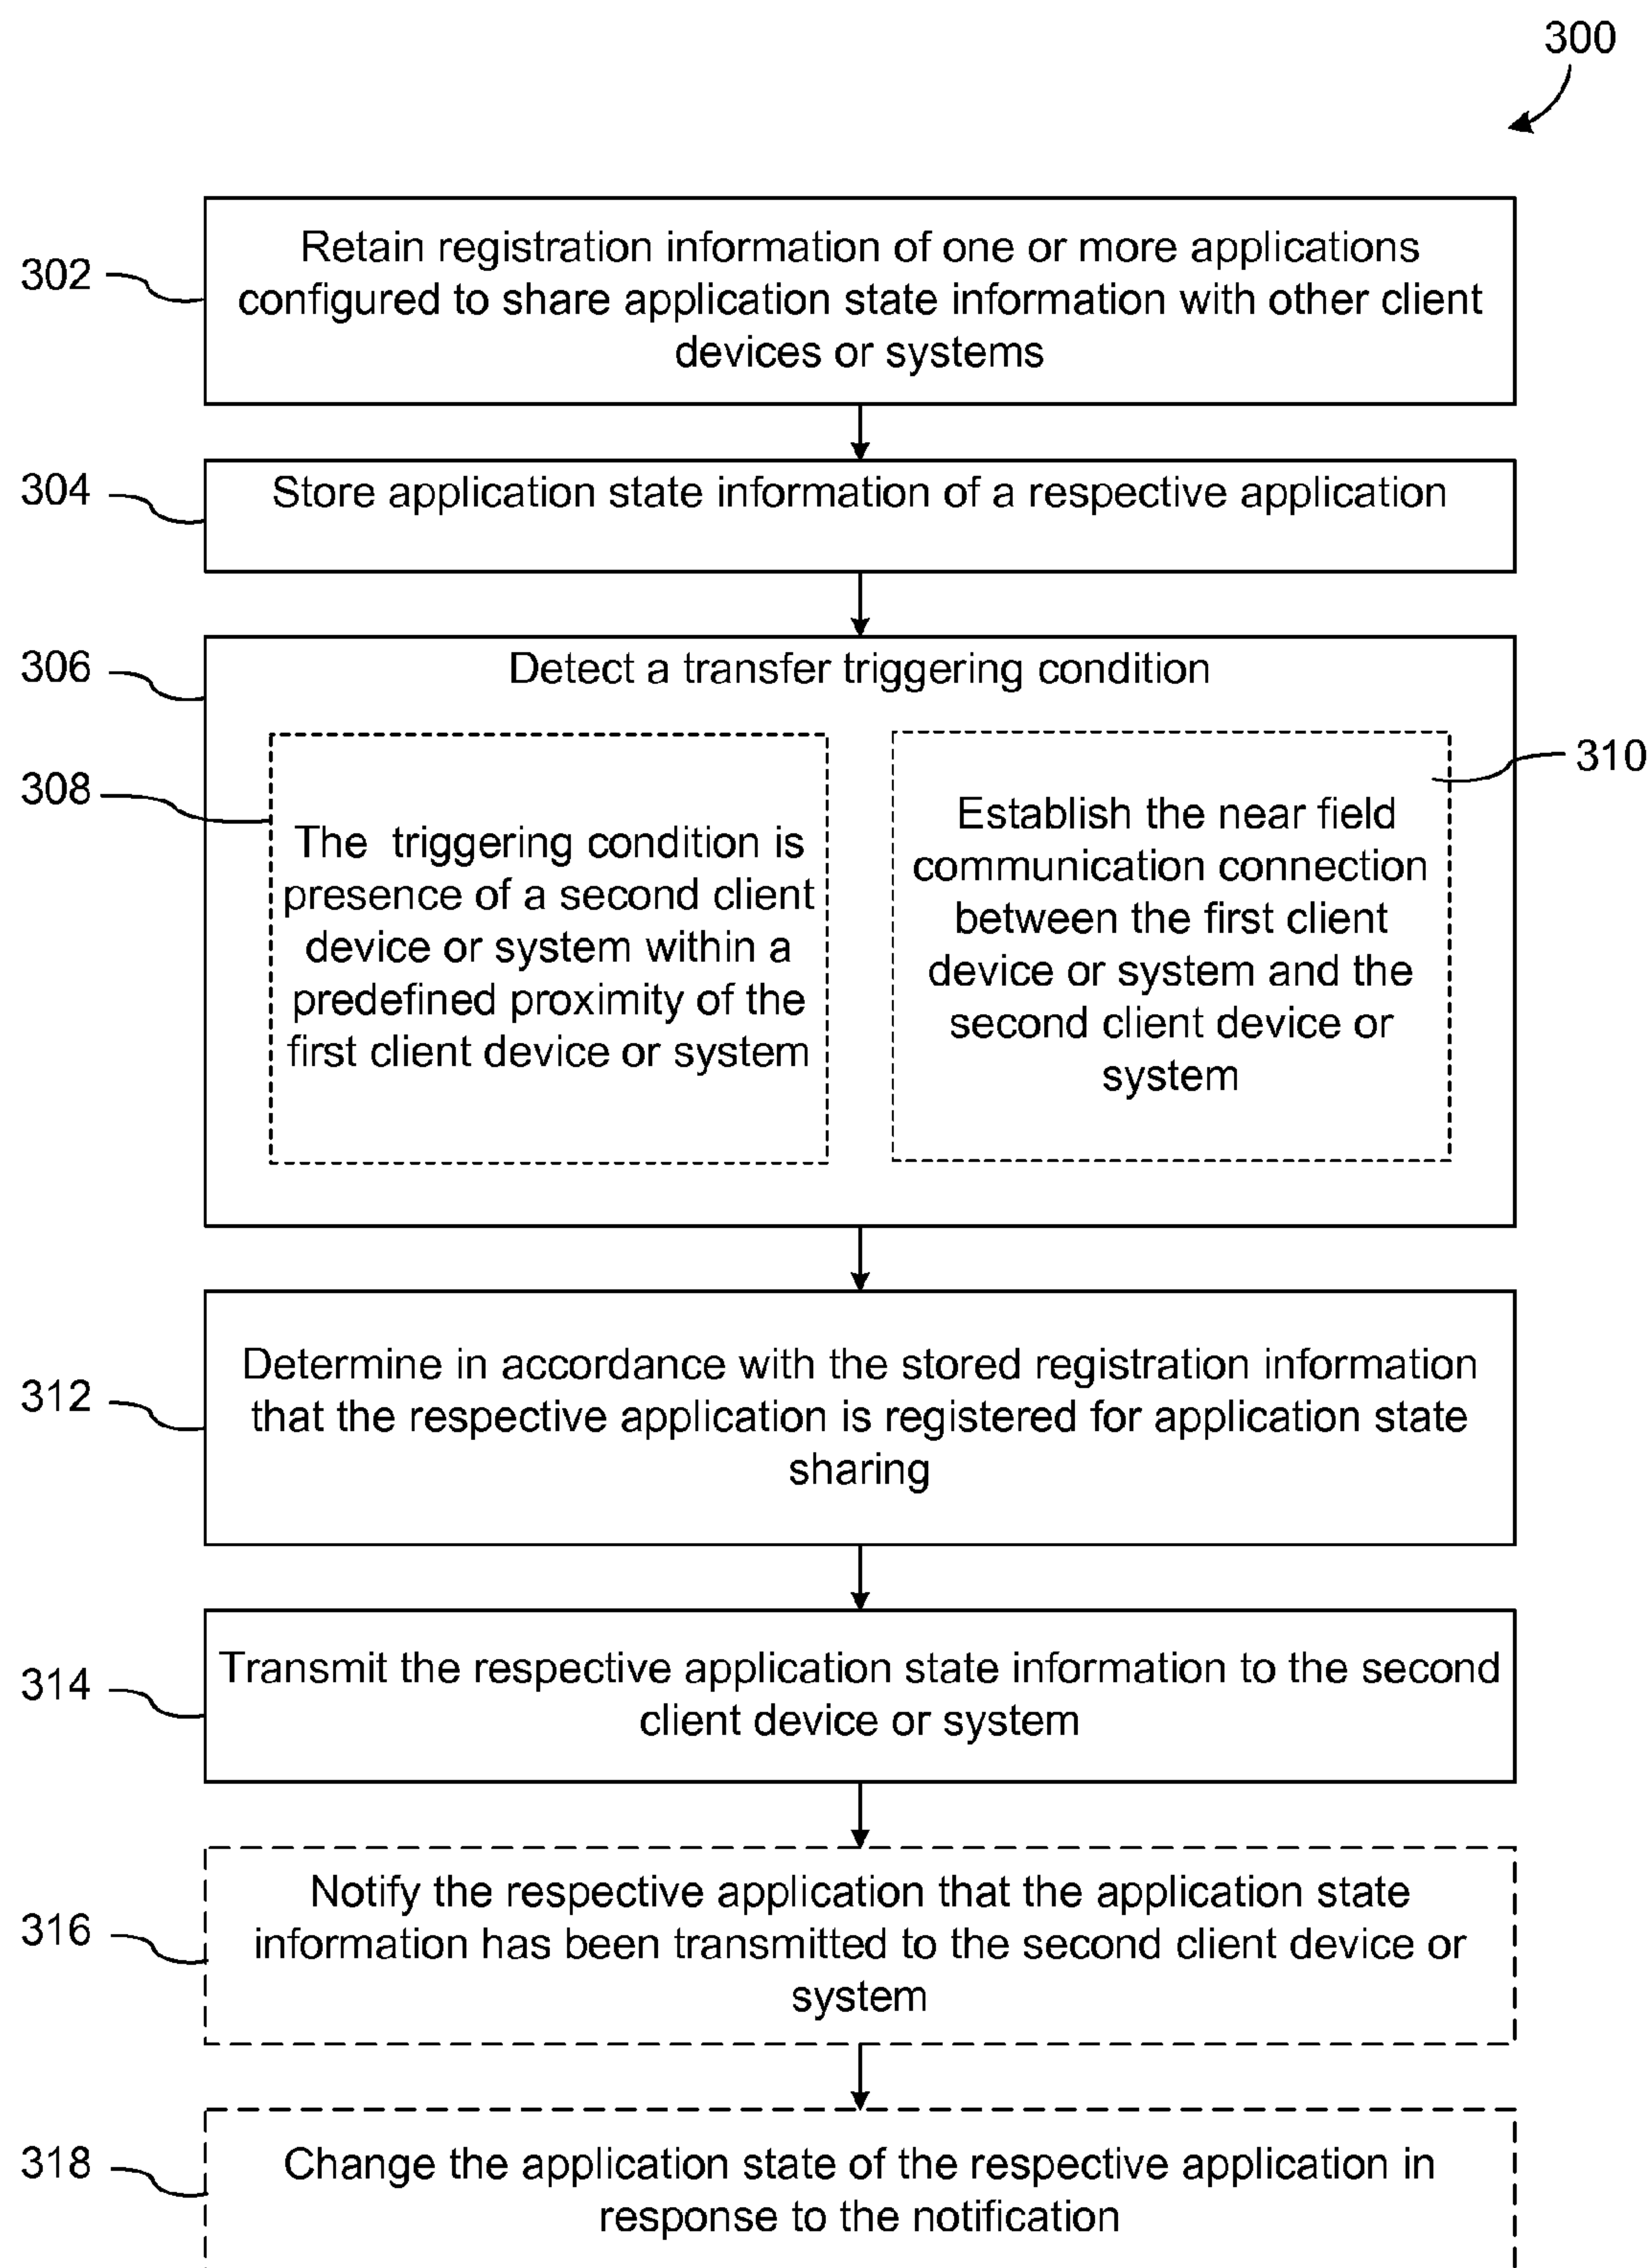 300
302
Retain registration information of one or more applications
configured to share application state information with other client
devices or systems
304
Store application state information of a respective application
306
Detect a transfer triggering condition
308
The triggering condition is
presence of a second client
device or system within a
predefined proximity of the
first client device or system
310
Establish the near field
communication connection
between the first client
device or system and the
second client device or
system
312
Determine in accordance with the stored registration information
that the respective application is registered for application state
sharing
314
Transmit the respective application state information to the second
client device or system
316
Notify the respective application that the application state
information has been transmitted to the second client device or
system
318
Change the application state of the respective application in
response to the notification